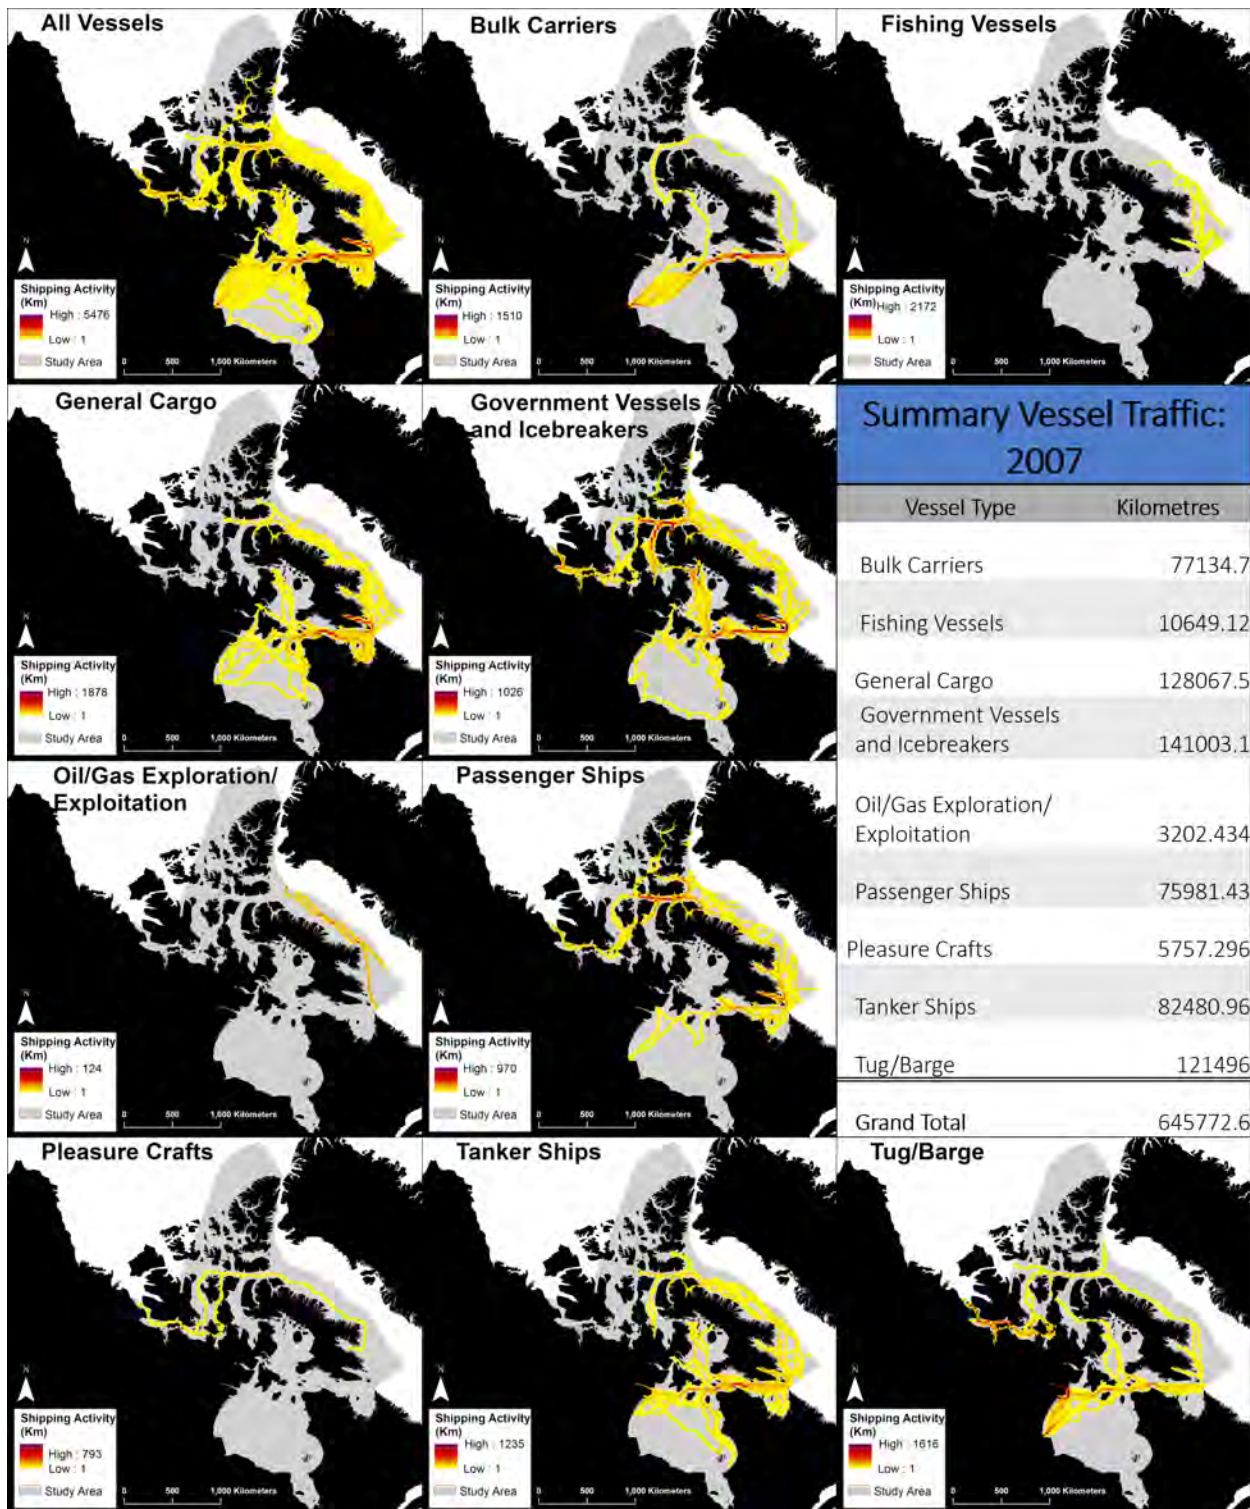 All Vessels
N
Shipping Activity
(Km)
High : 5476
Low : 1
Study Area
0 500 1,000 Kilometers
Bulk Carriers
N
Shipping Activity
(Km)
High : 1510
Low : 1
Study Area
0 500 1,000 Kilometers
Fishing Vessels
N
Shipping Activity
(Km) High : 2172
Low : 1
Study Area
0 500 1,000 Kilometers
General Cargo
N
Shipping Activity
(Km)
High : 1878
Low : 1
Study Area
0 500 1,000 Kilometers
Government Vessels
and Icebreakers
N
Shipping Activity
(Km)
High : 1026
Low : 1
Study Area
0 500 1,000 Kilometers
Summary Vessel Traffic:
2007
Vessel Type Kilometres
Bulk Carriers 77134.7
Fishing Vessels 10649.12
General Cargo 128067.5
Government Vessels
and Icebreakers 141003.1
Oil/Gas Exploration/
Exploitation 3202.434
Passenger Ships 75981.43
Pleasure Crafts 5757.296
Tanker Ships 82480.96
Tug/Barge 121496
Grand Total 645772.6
Oil/Gas Exploration/
Exploitation
N
Shipping Activity
(Km)
High : 124
Low : 1
Study Area
0 500 1,000 Kilometers
Passenger Ships
N
Shipping Activity
(Km)
High : 970
Low : 1
Study Area
0 500 1,000 Kilometers
Pleasure Crafts
N
Shipping Activity
(Km)
High : 793
Low : 1
Study Area
0 500 1,000 Kilometers
Tanker Ships
N
Shipping Activity
(Km)
High : 1235
Low : 1
Study Area
0 500 1,000 Kilometers
Tug/Barge
N
Shipping Activity
(Km)
High : 1616
Low : 1
Study Area
0 500 1,000 Kilometers